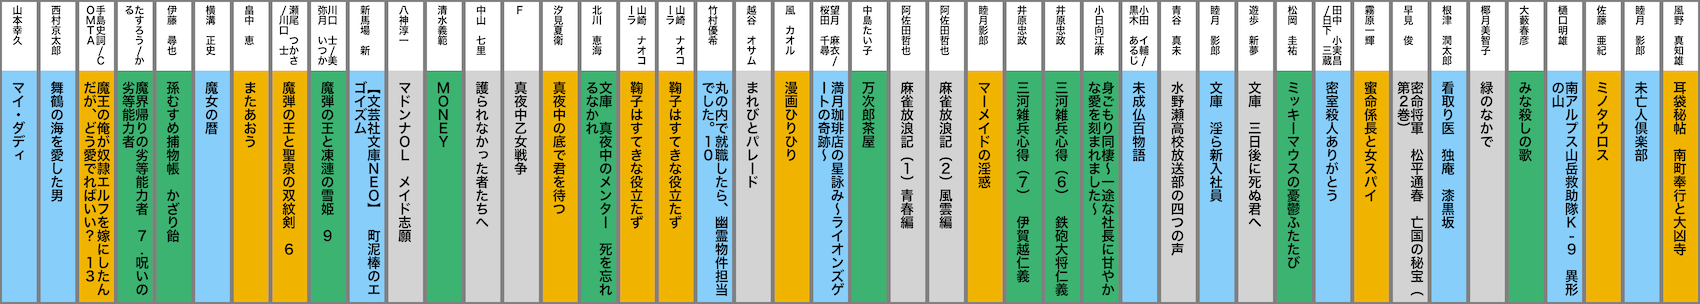 山本幸久
マイ・ダディ
西村京太郎
舞鶴の海を愛した男
手島史詞/C
OMTA
魔王の俺が奴隷エルフを嫁にしたん
だが、どう愛でればいい? 13
たすろう/か
る
魔界帰りの劣等能力者 7.呪いの
劣等能力者
伊藤 尋也
孫むすめ捕物帳 かざり飴
横溝 正史
魔女の暦
畠中 恵
またあおう
瀬尾 つかさ
/川口 士
魔弾の王と聖泉の双紋剣 6
川口 士/美
弥月 いつか
魔弾の王と凍漣の雪姫 9
新馬場 新
【文芸社文庫NEO】 町泥棒のエ
ゴイズム
八神淳一
マドンナOL メイド志願
清水義範
MONEY
中山 七里
護られなかった者たちへ
F
真夜中乙女戦争
汐見夏衛
真夜中の底で君を待つ
北川 恵海
文庫 真夜中のメンター 死を忘れ
るなかれ
山崎 ナオコ
ーラ
鞠子はすてきな役立たず
山崎 ナオコ
ーラ
鞠子はすてきな役立たず
竹村優希
丸の内で就職したら、幽霊物件担当
でした。10
越谷 オサム
まれびとパレード
風 カオル
漫画ひりひり
望月 麻衣/
桜田 千尋
満月珈琲店の星詠み~ライオンズゲ
ートの奇跡~
中島たい子
万次郎茶屋
阿佐田哲也
麻雀放浪記(1)青春編
阿佐田哲也
麻雀放浪記(2)風雲編
睦月影郎
マーメイドの淫惑
井原忠政
三河雑兵心得(7) 伊賀越仁義
井原忠政
三河雑兵心得(6) 鉄砲大将仁義
小日向江麻
身ごもり同棲~一途な社長に甘やか
な愛を刻まれました~
小田 イ輔/
黒木 あるじ
未成仏百物語
青谷 真未
水野瀬高校放送部の四つの声
睦月 影郎
文庫 淫ら新入社員
遊歩 新夢
文庫 三日後に死ぬ君へ
松岡 圭祐
ミッキーマウスの憂鬱ふたたび
田中 小実昌
/日下 三蔵
密室殺人ありがとう
霧原一輝
蜜命係長と女スパイ
早見 俊
密命将軍 松平通春 亡国の秘宝(
第2巻)
根津 潤太郎
看取り医 独庵 漆黒坂
椰月美智子
緑のなかで
大藪春彦
みな殺しの歌
樋口明雄
南アルプス山岳救助隊K-9 異形
の山
佐藤 亜紀
ミノタウロス
睦月 影郎
未亡人倶楽部
風野 真知雄
耳袋秘帖 南町奉行と大凶寺